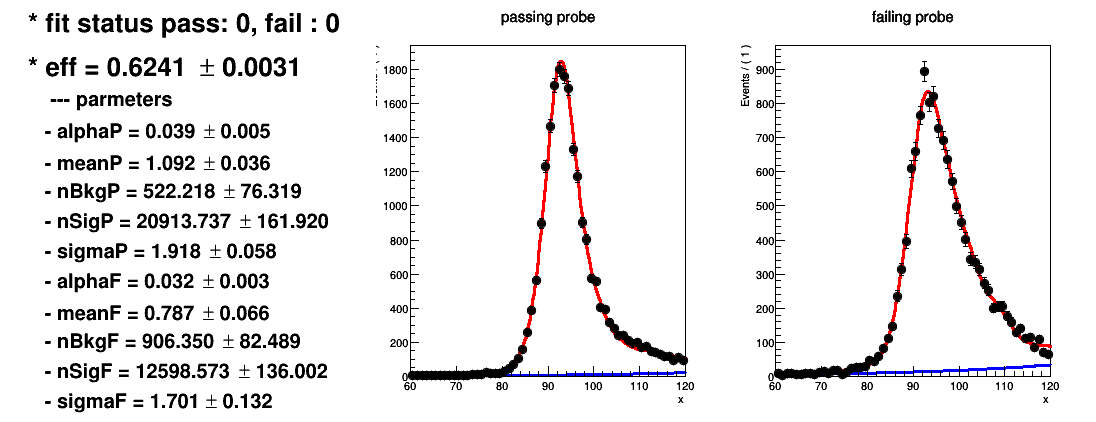 * fit status pass: 0, fail : 0
* eff = 0.6241 ± 0.0031
--- parmeters
- alphaP = 0.039 ± 0.005
- meanP = 1.092 ± 0.036
- nBkgP = 522.218 ± 76.319
- nSigP = 20913.737 ± 161.920
- sigmaP = 1.918 ± 0.058
- alphaF = 0.032 ± 0.003
- meanF = 0.787 ± 0.066
- nBkgF = 906.350 ± 82.489
- nSigF = 12598.573 ± 136.002
- sigmaF = 1.701 ± 0.132
passing probe
1800
1600
1400
1200
1000
800
600
400
200
0
60 70 80 90 100 110 120
x
failing probe
Events / ( 1 )
900
800
700
600
500
400
300
200
100
0
60 70 80 90 100 110 120
x